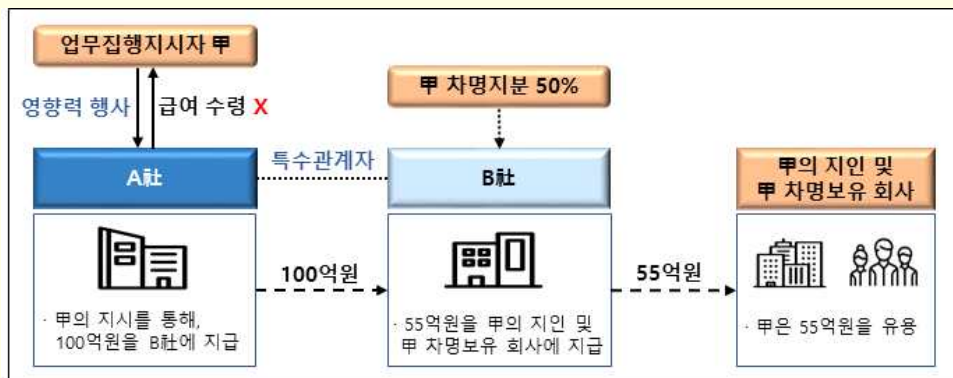 업무집행지시자 甲
영향력 행사
급여 수령 X
甲 차명지분 50%
A社
특수관계자
B社
甲의 지인 및
甲 차명보유 회사
100억원
55억원
· 甲의 지시를 통해,
100억원을 B社에 지급
· 55억원을 甲의 지인 및
甲 차명보유 회사에 지급
· 甲은 55억원을 유용